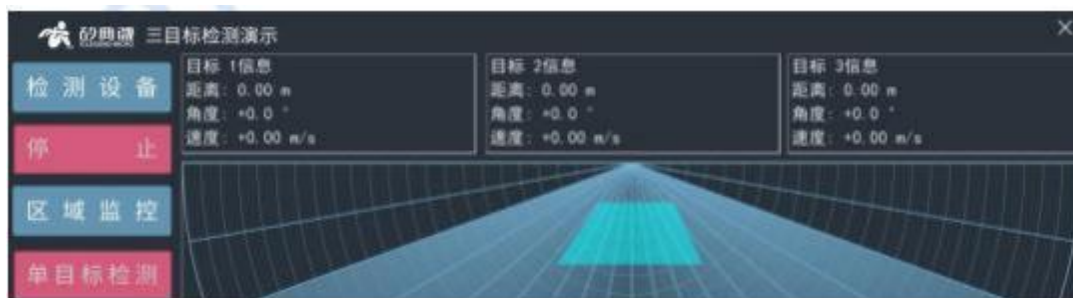 矽典微 三目标检测演示
检测设备
停止
区域监控
单目标检测
目标 1信息
距离: 0.00 m
角度: +0.0 °
速度: +0.00 m/s
目标 2信息
距离: 0.00 m
角度: +0.0 °
速度: +0.00 m/s
目标 3信息
距离: 0.00 m
角度: +0.0 °
速度: +0.00 m/s